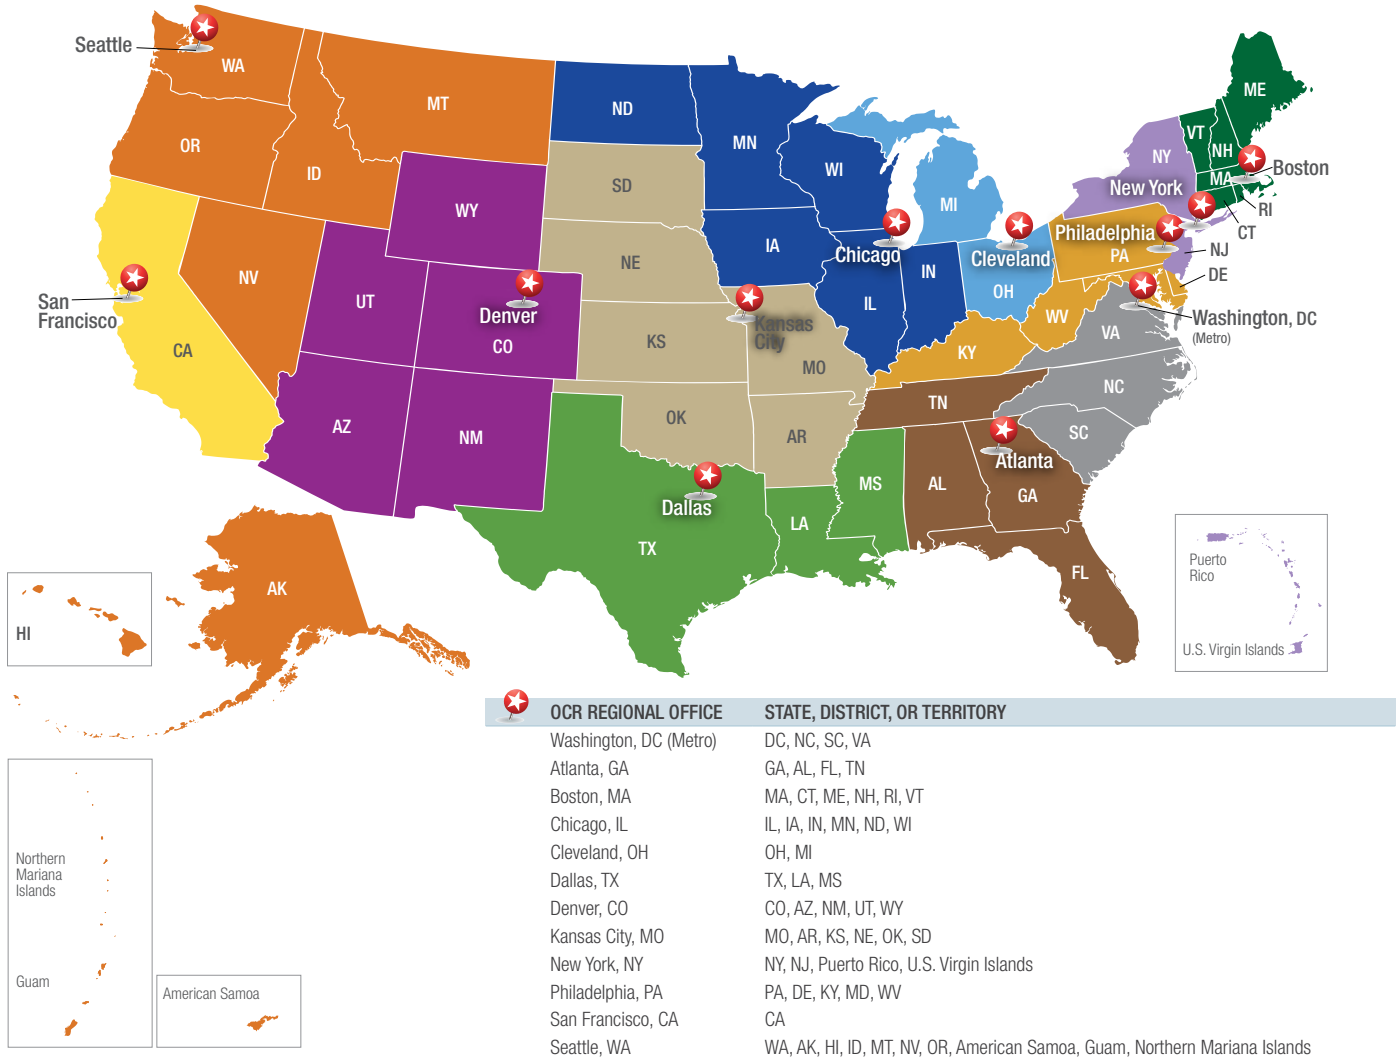 Seattle
WA
MT
ND
MN
OR
ID
WY
SD
WI
MI
NY
New York
VT
NH
ME
MA
Boston
RI
CT
NJ
DE
Philadelphia
PA
Chicago
Cleveland
IA
NE
NV
UT
Denver
CO
San
Francisco
CA
KS
Kansas
City
MO
IL
IN
OH
WV
VA
Washington, DC
(Metro)
KY
NC
TN
SC
AZ
NM
OK
AR
Atlanta
MS
AL
GA
Dallas
TX
LA
FL
AK
HI
Puerto
Rico
U.S. Virgin Islands
Northern
Mariana
Islands
Guam
American Samoa
OCR REGIONAL OFFICE STATE, DISTRICT, OR TERRITORY
Washington, DC (Metro) DC, NC, SC, VA
Atlanta, GA GA, AL, FL, TN
Boston, MA MA, CT, ME, NH, RI, VT
Chicago, IL IL, IA, IN, MN, ND, WI
Cleveland, OH OH, MI
Dallas, TX TX, LA, MS
Denver, CO CO, AZ, NM, UT, WY
Kansas City, MO MO, AR, KS, NE, OK, SD
New York, NY NY, NJ, Puerto Rico, U.S. Virgin Islands
Philadelphia, PA PA, DE, KY, MD, WV
San Francisco, CA CA
Seattle, WA WA, AK, HI, ID, MT, NV, OR, American Samoa, Guam, Northern Mariana Islands